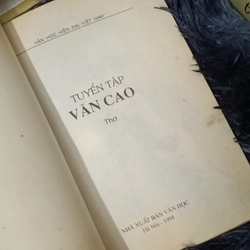 VĂN HỌC HIỆN ĐẠI VIỆT NAM
TUYỂN TẬP
VĂN CAO
Thơ
NHÀ XUẤT BẢN VĂN HỌC
Hà Nội - 1994